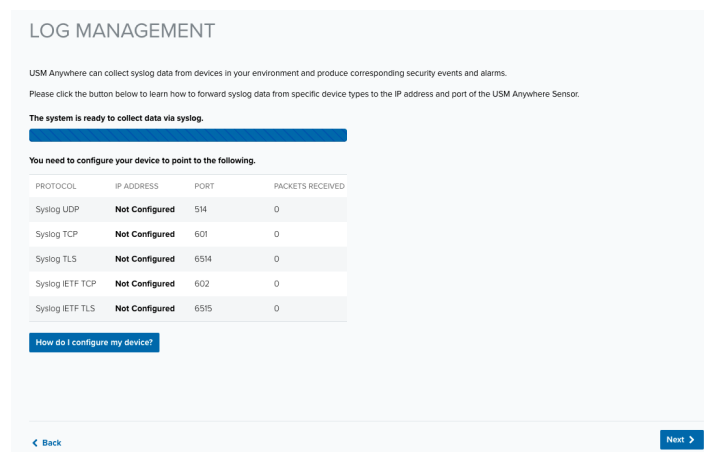 LOG MANAGEMENT
USM Anywhere can collect syslog data from devices in your environment and produce corresponding security events and alarms.
Please click the button below to learn how to forward syslog data from specific device types to the IP address and port of the USM Anywhere Sensor.
The system is ready to collect data via syslog.
You need to configure your device to point to the following.
PROTOCOL IP ADDRESS PORT PACKETS RECEIVED
Syslog UDP Not Configured 514 0
Syslog TCP Not Configured 601 0
Syslog TLS Not Configured 6514 0
Syslog IETF TCP Not Configured 602 0
Syslog IETF TLS Not Configured 6515 0
How do I configure my device?
Back
Next